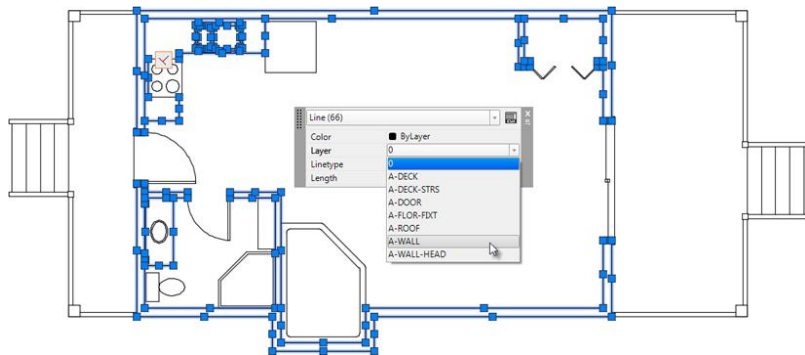 Line (66)
Color ByLayer
Layer 0
Linetype
Length
0
A-DECK
A-DECK-STRS
A-DOOR
A-FLOR-FIXT
A-ROOF
A-WALL
A-WALL-HEAD